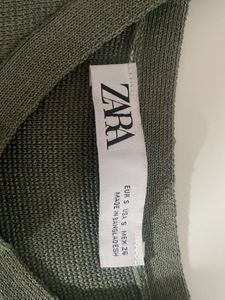 ZARA
EUR S USA S MEX 26
MADE IN BANGLADESH